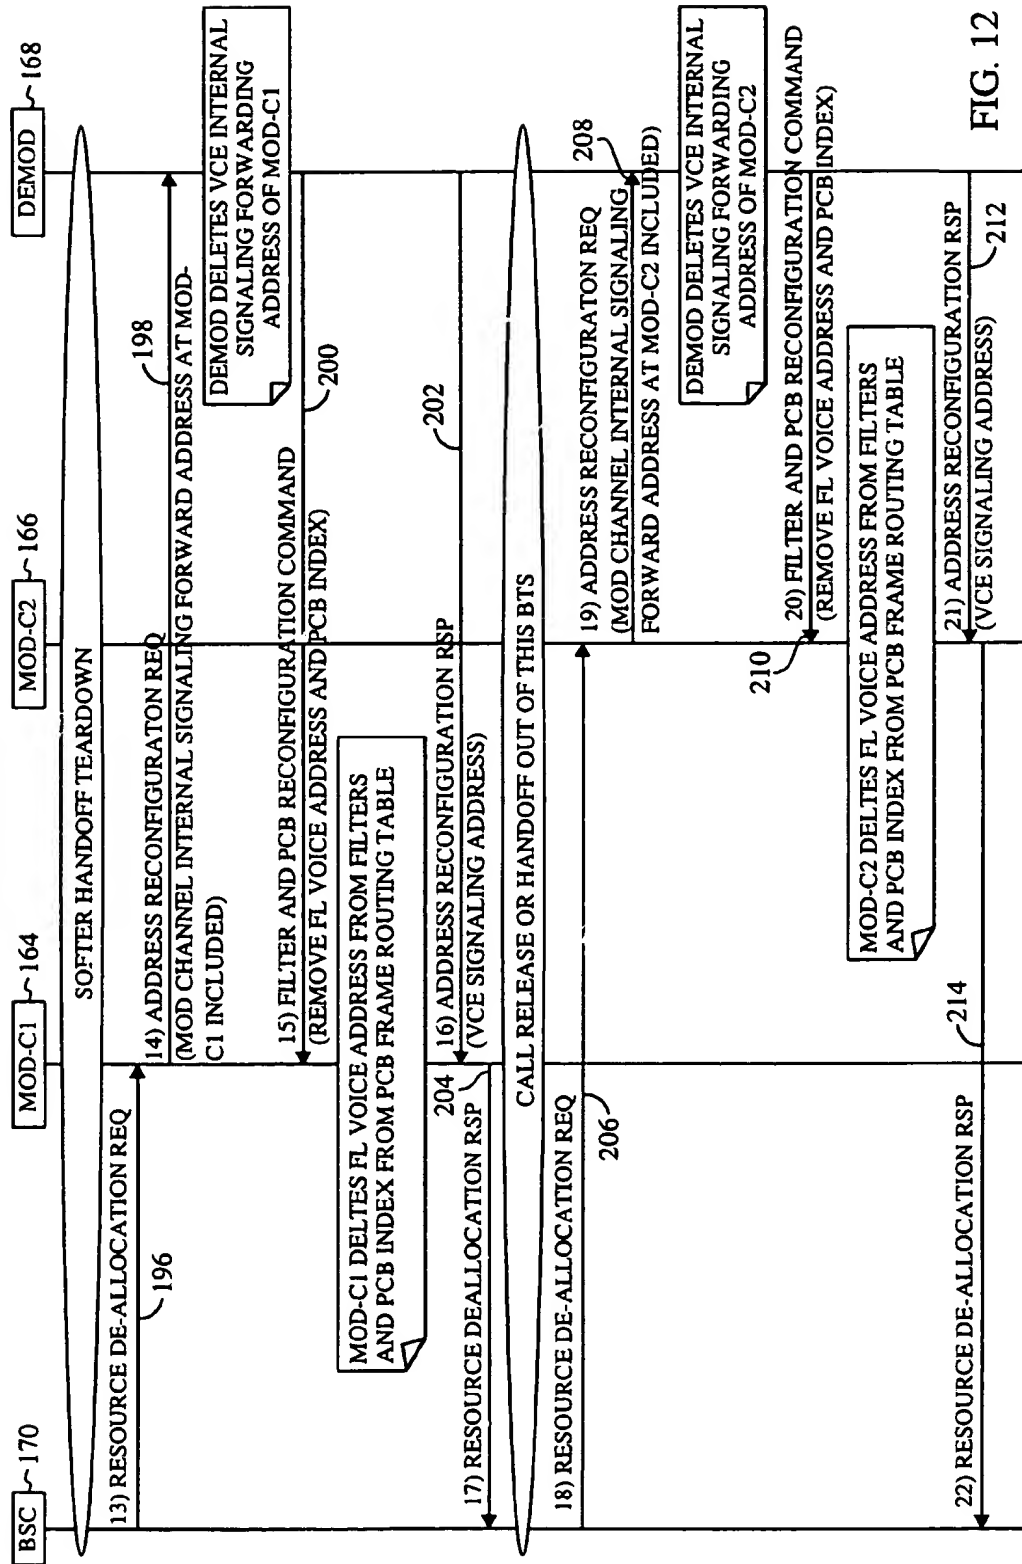 BSC 170
MOD-C1 164
MOD-C2 166
DEMOD 168
SOFTER HANDOFF TEARDOWN
13) RESOURCE DE-ALLOCATION REQ
196
14) ADDRESS RECONFIGURATON REQ
(MOD CHANNEL INTERNAL SIGNALING FORWARD ADDRESS AT MOD-
C1 INCLUDED)
198
DEMOD DELETES VCE INTERNAL
SIGNALING FORWARDING
ADDRESS OF MOD-C1
15) FILTER AND PCB RECONFIGURATION COMMAND
(REMOVE FL VOICE ADDRESS AND PCB INDEX)
200
MOD-C1 DELTES FL VOICE ADDRESS FROM FILTERS
AND PCB INDEX FROM PCB FRAME ROUTING TABLE
16) ADDRESS RECONFIGURATION RSP
(VCE SIGNALING ADDRESS)
202
17) RESOURCE DEALLOCATION RSP
204
CALL RELEASE OR HANDOFF OUT OF THIS BTS
18) RESOURCE DE-ALLOCATION REQ
206
19) ADDRESS RECONFIGURATON REQ
(MOD CHANNEL INTERNAL SIGNALING
FORWARD ADDRESS AT MOD-C2 INCLUDED)
208
DEMOD DELETES VCE INTERNAL
SIGNALING FORWARDING
ADDRESS OF MOD-C2
20) FILTER AND PCB RECONFIGURATION COMMAND
(REMOVE FL VOICE ADDRESS AND PCB INDEX)
210
MOD-C2 DELTES FL VOICE ADDRESS FROM FILTERS
AND PCB INDEX FROM PCB FRAME ROUTING TABLE
21) ADDRESS RECONFIGURATION RSP
(VCE SIGNALING ADDRESS)
212
22) RESOURCE DE-ALLOCATION RSP
214
FIG. 12